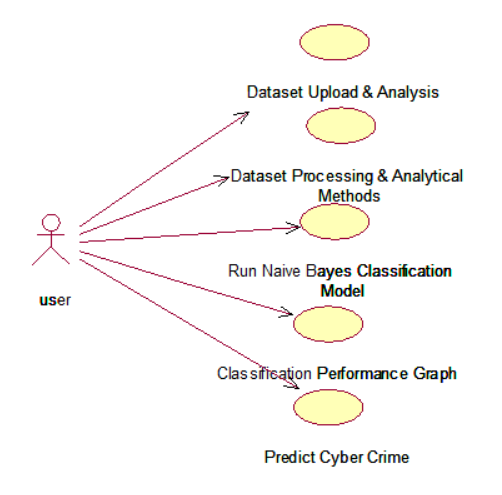 Dataset Upload & Analysis
Dataset Processing & Analytical
Methods
user
Run Naive Bayes Classification
Model
Classification Performance Graph
Predict Cyber Crime